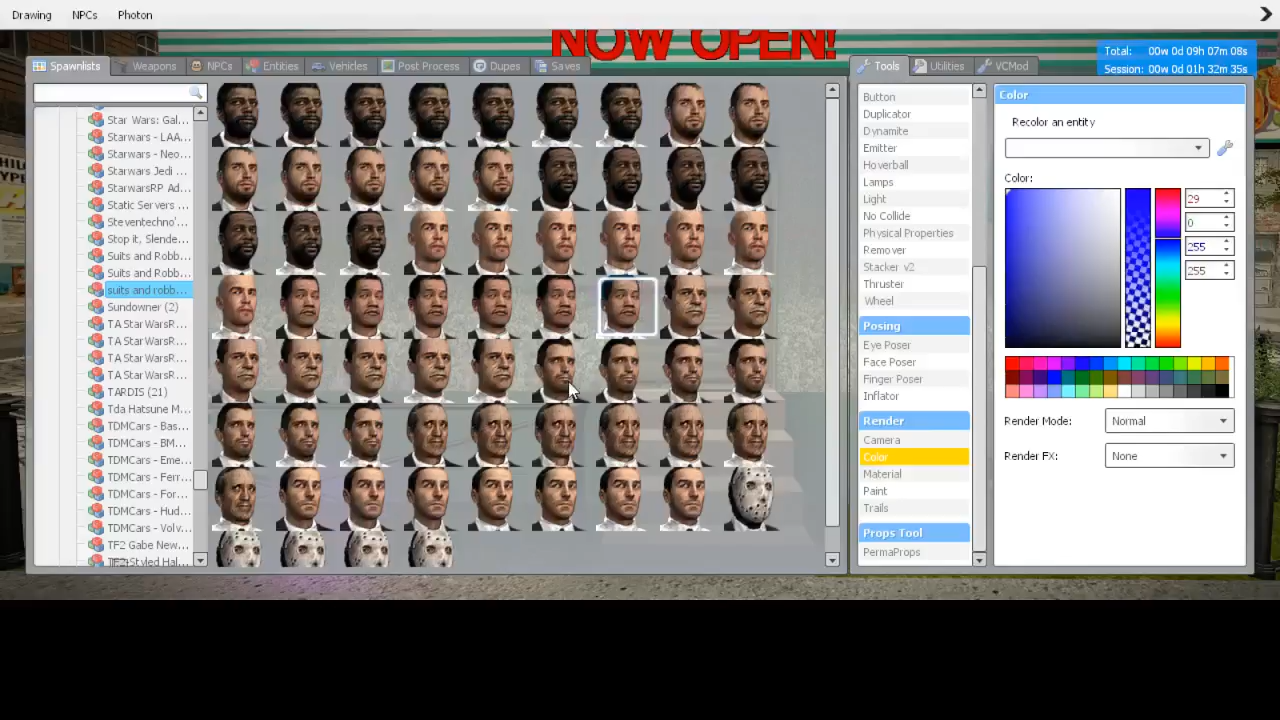 Drawing NPCs Photon
NOW OPEN!
Total: 00w 0d 09h 07m 08s
Session: 00w 0d 01h 32m 35s
Spawnlists Weapons NPCs Entities Vehicles Post Process Dupes Saves
Tools Utilities VCMod
Star Wars: Gal...
Starwars - LAA...
Starwars - Neo...
Starwars Jedi ...
StarwarsRP Ad...
Static Servers ...
Steventechno'...
Stop it, Slende...
Suits and Robb...
Suits and Robb...
suits and robb...
Sundowner (2)
TA StarWarsR...
TA StarWarsR...
TA StarWarsR...
TA StarWarsR...
TARDIS (21)
Tda Hatsune M...
TDMCars - Bas...
TDMCars - BM...
TDMCars - Eme...
TDMCars - Ferr...
TDMCars - For...
TDMCars - Hud...
TDMCars - Volv...
TF2 Gabe New...
TF2-Styled Hal...
Button
Duplicator
Dynamite
Emitter
Hoverball
Lamps
Light
No Collide
Physical Properties
Remover
Stacker v2
Thruster
Wheel
Posing
Eye Poser
Face Poser
Finger Poser
Inflator
Render
Camera
Color
Material
Paint
Trails
Props Tool
PermaProps
Color
Recolor an entity
Color:
29
0
255
255
Render Mode: Normal
Render FX: None